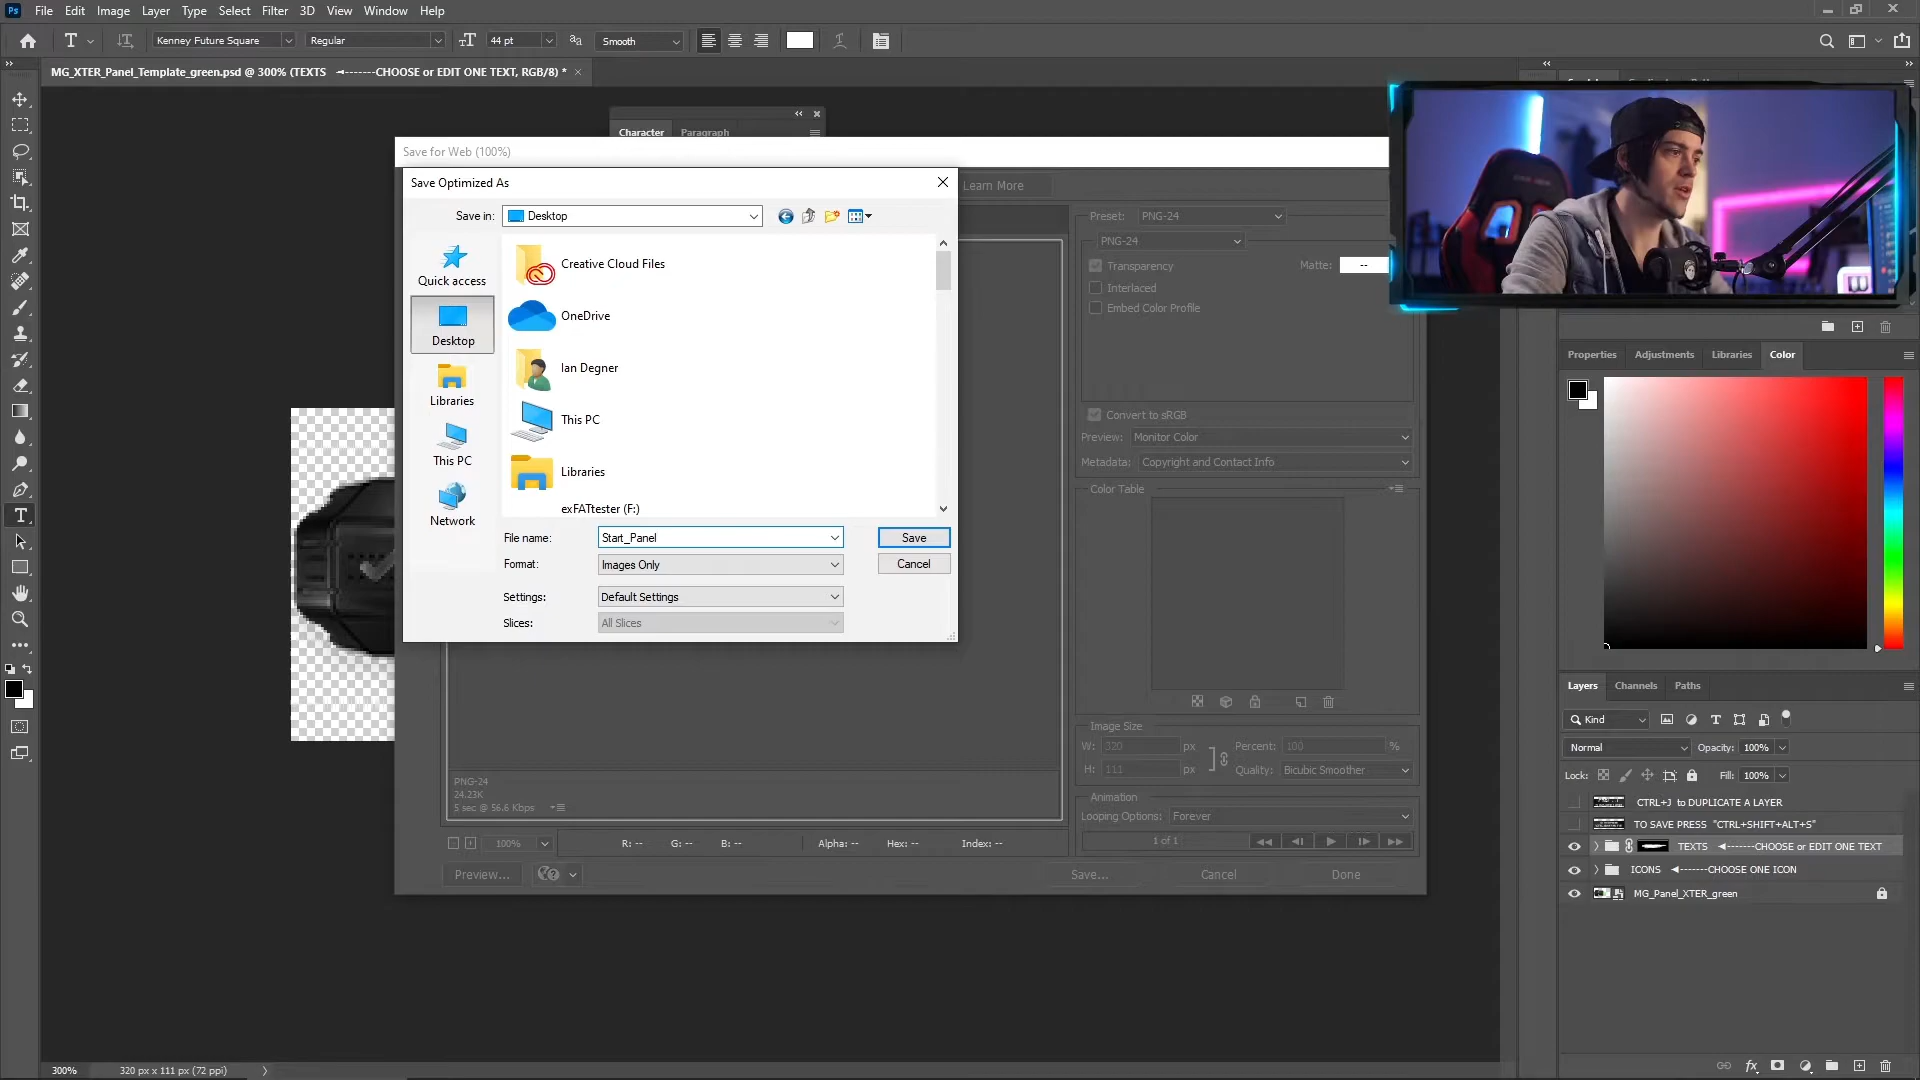 File Edit Image Layer Type Select Filter 3D View Window Help
Kenney Future Square Regular 44 pt Smooth
MG_XTER_Panel_Template_green.psd @ 300% (TEXTS ◄-------CHOOSE or EDIT ONE TEXT, RGB/8) *
Character Paragraph
Save for Web (100%)
Save Optimized As
Learn More
Save in: Desktop
Quick access
Desktop
Libraries
This PC
Network
Creative Cloud Files
OneDrive
Ian Degner
This PC
Libraries
exFATtester (F:)
File name: Start_Panel Save
Format: Images Only Cancel
Settings: Default Settings
Slices: All Slices
Preset: PNG-24
PNG-24
Transparency Matte: --
Interlaced
Embed Color Profile
Convert to sRGB
Preview: Monitor Color
Metadata: Copyright and Contact Info
Color Table
Image Size
W: 320 px Percent: 100 %
H: 111 px Quality: Bicubic Smoother
Animation
Looping Options: Forever
1 of 1
PNG-24
24.23K
5 sec @ 56.6 Kbps
100% R: -- G: -- B: -- Alpha: -- Hex: -- Index: --
Preview... Save... Cancel Done
Properties Adjustments Libraries Color
Layers Channels Paths
Kind
Normal Opacity: 100%
Lock: Fill: 100%
CTRL+J to DUPLICATE A LAYER
TO SAVE PRESS "CTRL+SHIFT+ALT+S"
TEXTS ◄-------CHOOSE or EDIT ONE TEXT
ICONS ◄-------CHOOSE ONE ICON
MG_Panel_XTER_green
300% 320 px x 111 px (72 ppi)